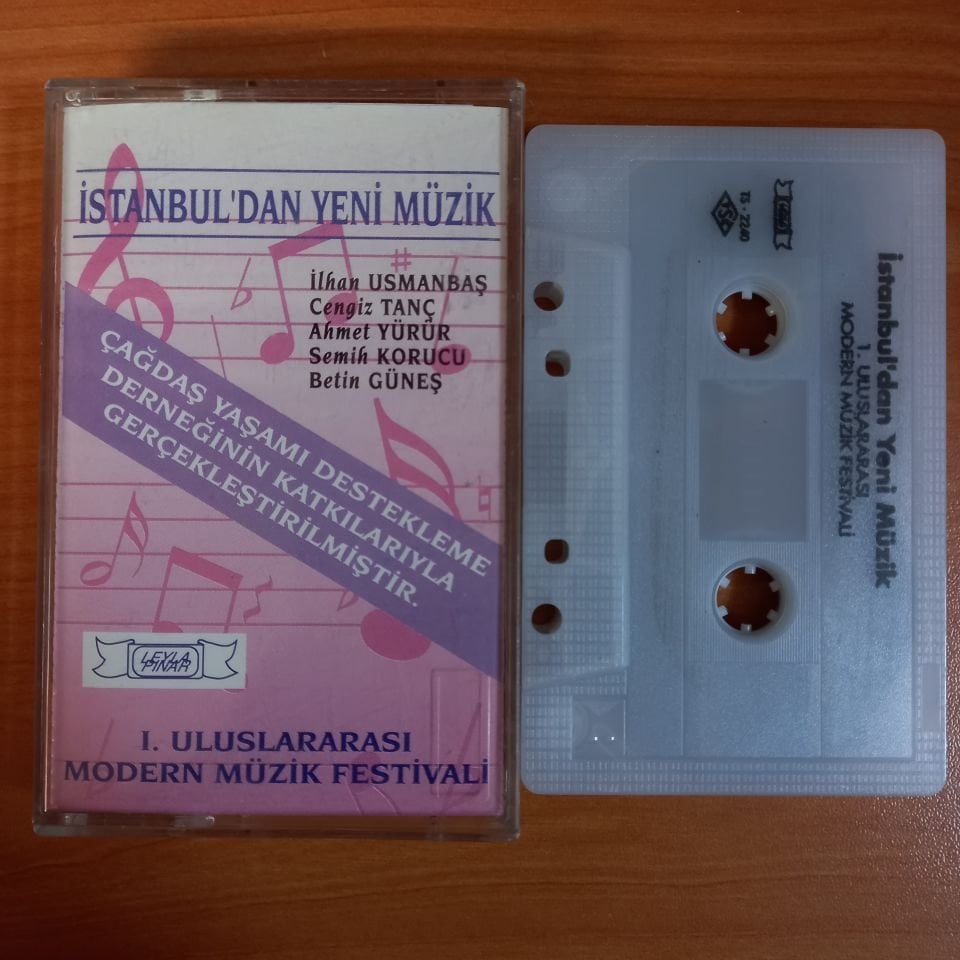 İSTANBUL'DAN YENİ MÜZİK
İlhan USMANBAŞ
Cengiz TANÇ
Ahmet YÜRÜR
Semih KORUCU
Betin GÜNEŞ
ÇAĞDAŞ YAŞAMI DESTEKLEME
DERNEĞİNİN KATKILARIYLA
GERÇEKLEŞTİRİLMİŞTİR.
LEYLA
PINAR
I. ULUSLARARASI
MODERN MÜZİK FESTİVALİ
TS - 2240
İstanbul'dan Yeni Müzik
1. ULUSLARARASI
MODERN MÜZİK FESTİVALİ